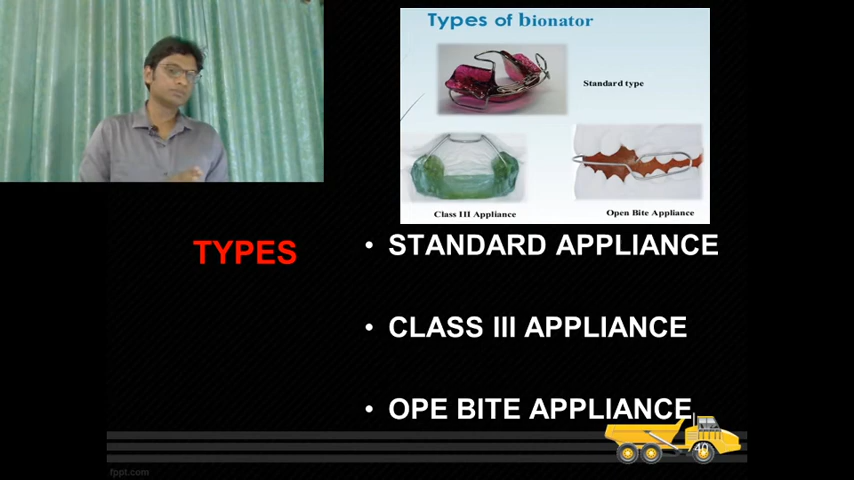 Types of bionator
Standard type
Class III Appliance
Open Bite Appliance
TYPES
• STANDARD APPLIANCE
• CLASS III APPLIANCE
• OPE BITE APPLIANCE
40
fppt.com